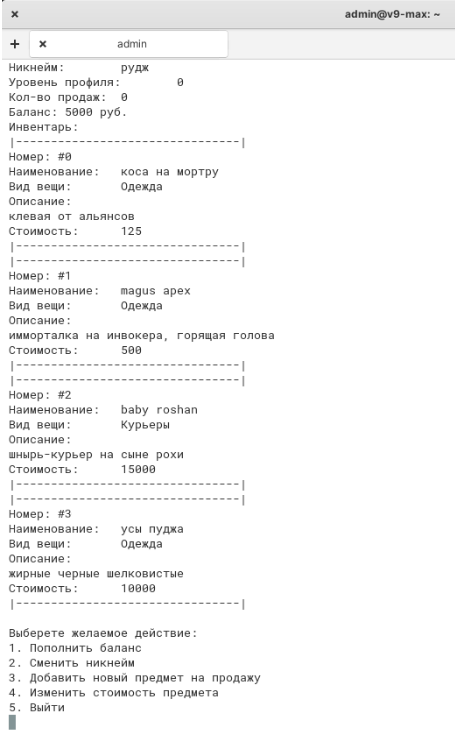 × admin@v9-max: ~
+ × admin
Никнейм: рудж
Уровень профиля: 0
Кол-во продаж: 0
Баланс: 5000 руб.
Инвентарь:
|-------------------------------|
Номер: #0
Наименование: коса на мортру
Вид вещи: Одежда
Описание:
клевая от альянсов
Стоимость: 125
|-------------------------------|
|-------------------------------|
Номер: #1
Наименование: magus apex
Вид вещи: Одежда
Описание:
имморталка на инвокера, горящая голова
Стоимость: 500
|-------------------------------|
|-------------------------------|
Номер: #2
Наименование: baby roshan
Вид вещи: Курьеры
Описание:
шнырь-курьер на сыне рохи
Стоимость: 15000
|-------------------------------|
|-------------------------------|
Номер: #3
Наименование: усы пуджа
Вид вещи: Одежда
Описание:
жирные черные шелковистые
Стоимость: 10000
|-------------------------------|
Выберете желаемое действие:
1. Пополнить баланс
2. Сменить никнейм
3. Добавить новый предмет на продажу
4. Изменить стоимость предмета
5. Выйти